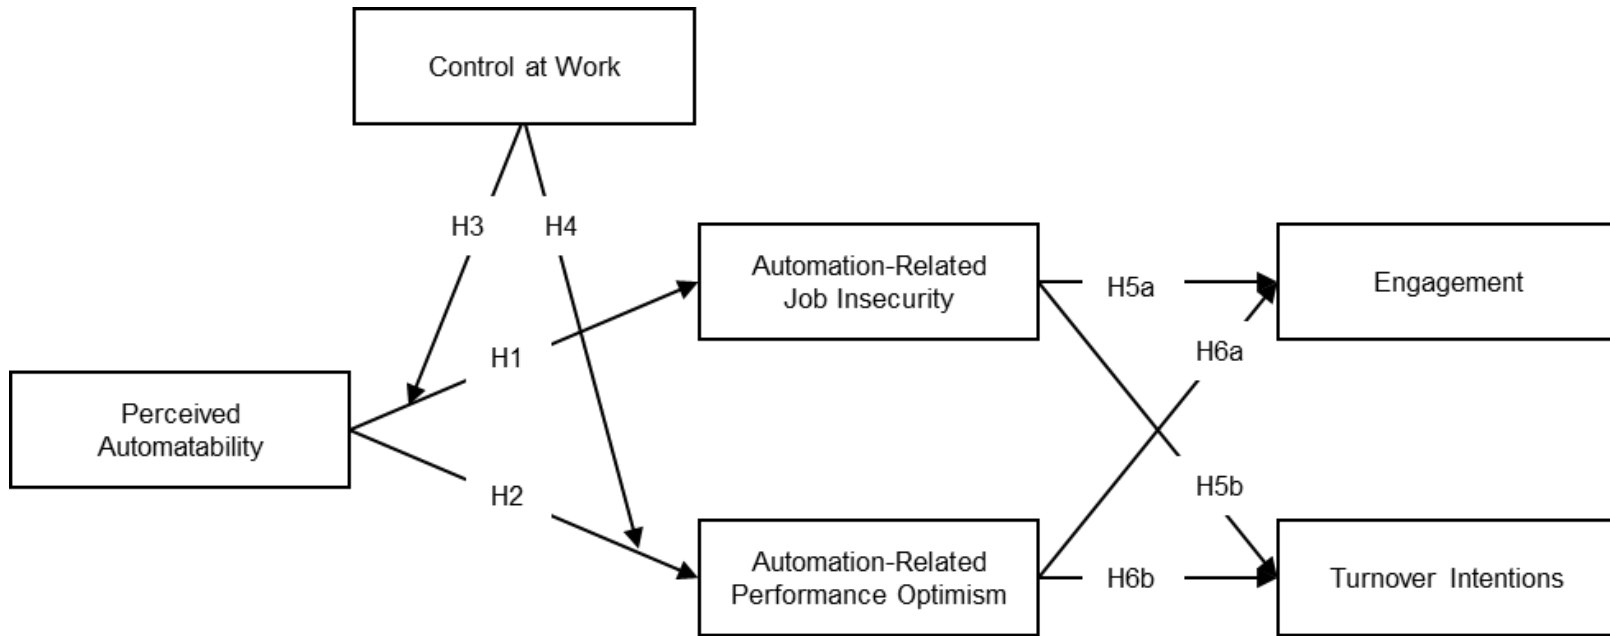 Control at Work
H3
H4
Automation-Related
Job Insecurity
H5a
Engagement
H1
H6a
Perceived
Automatability
H2
H5b
Automation-Related
Performance Optimism
H6b
Turnover Intentions